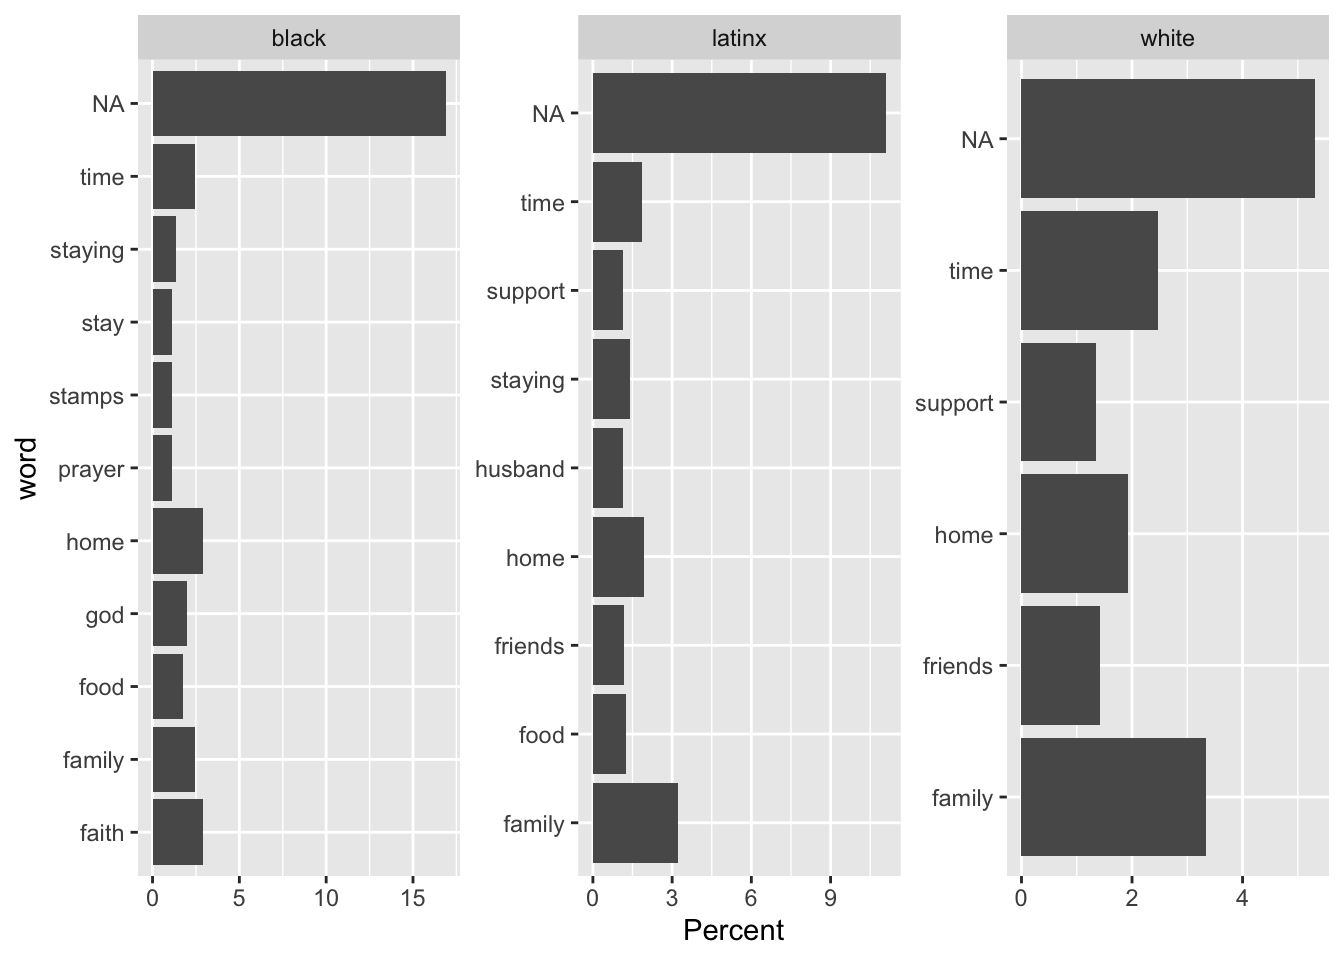 black
latinx
white
word
NA
time
staying
stay
stamps
prayer
home
god
food
family
faith
0 5 10 15
NA
time
support
staying
husband
home
friends
food
family
0 3 6 9
NA
time
support
home
friends
family
0 2 4
Percent